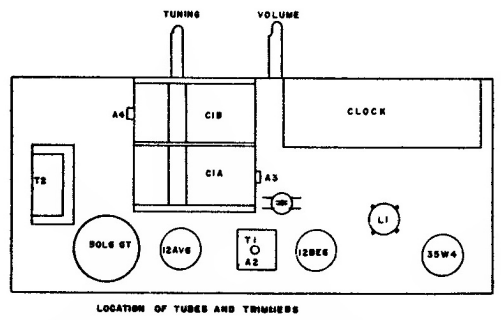 TUNING VOLUME
A4 C1B CLOCK
C1A A3
T2
L1
50L6 GT 12AV6 T1 12BE6 35W4
A2
LOCATION OF TUBES AND TRIMMERS